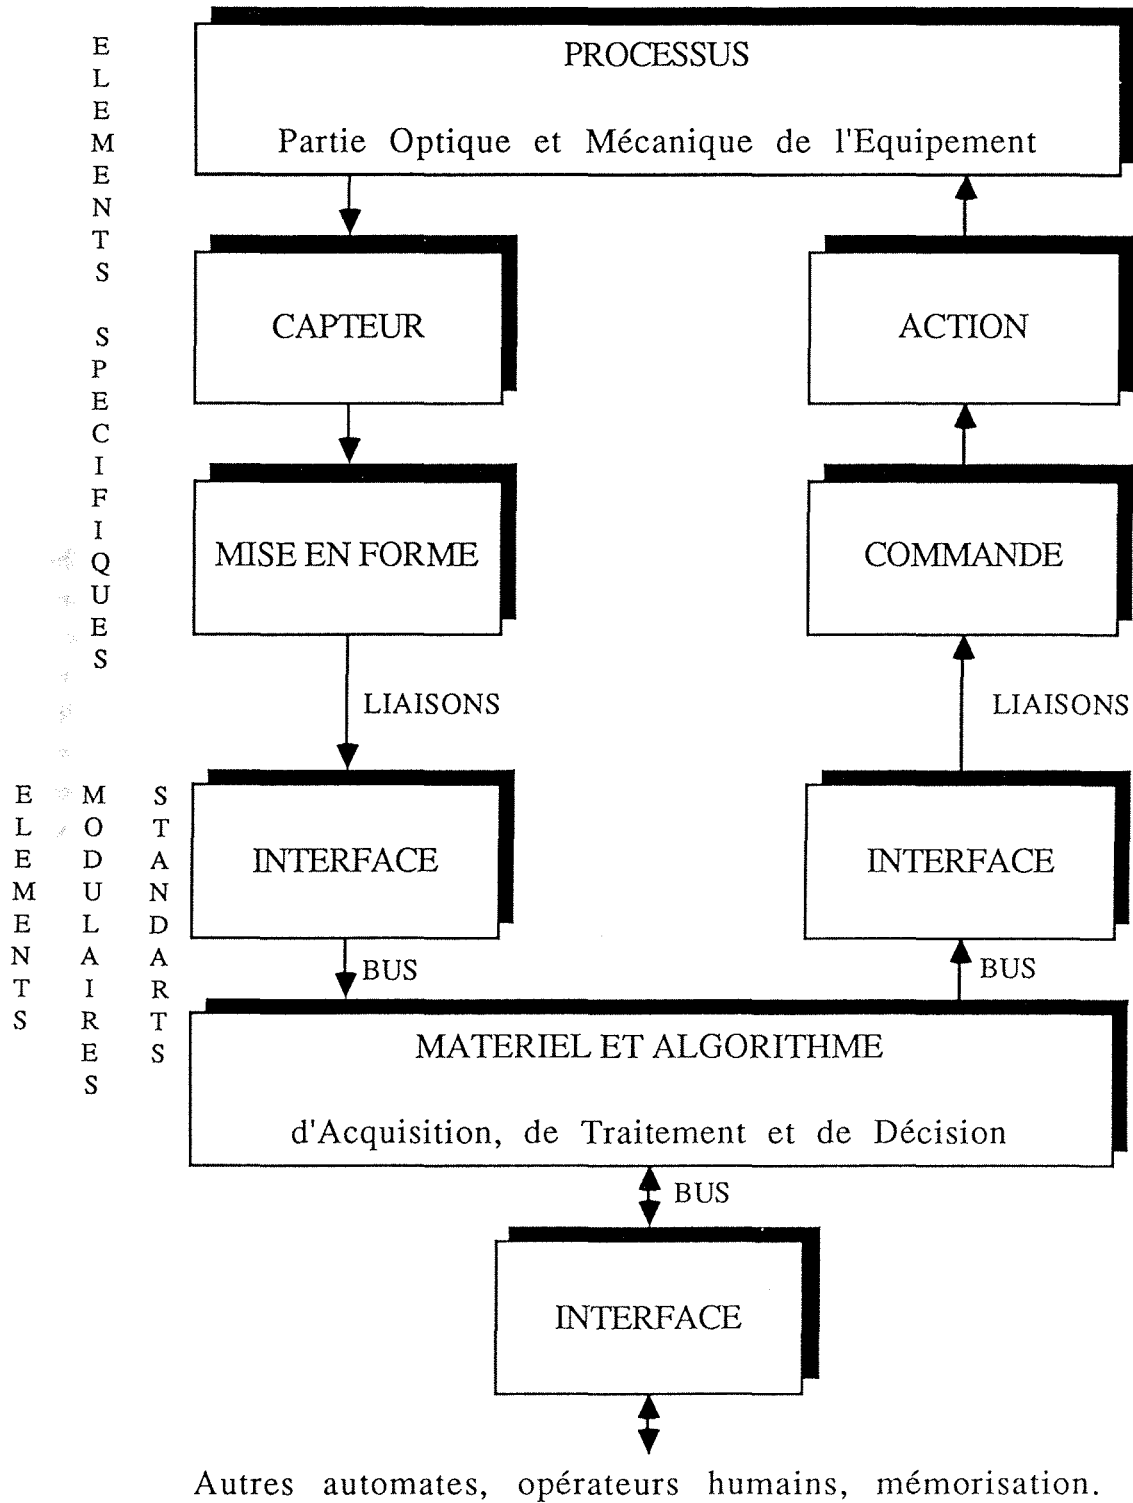 ELEMENTS SPECIFIQUES
PROCESSUS
Partie Optique et Mécanique de l'Equipement
CAPTEUR
ACTION
MISE EN FORME
COMMANDE
LIAISONS
LIAISONS
ELEMENTS
MODULAIRES
STANDARTS
INTERFACE
INTERFACE
BUS
BUS
MATERIEL ET ALGORITHME
d'Acquisition, de Traitement et de Décision
BUS
INTERFACE
Autres automates, opérateurs humains, mémorisation.